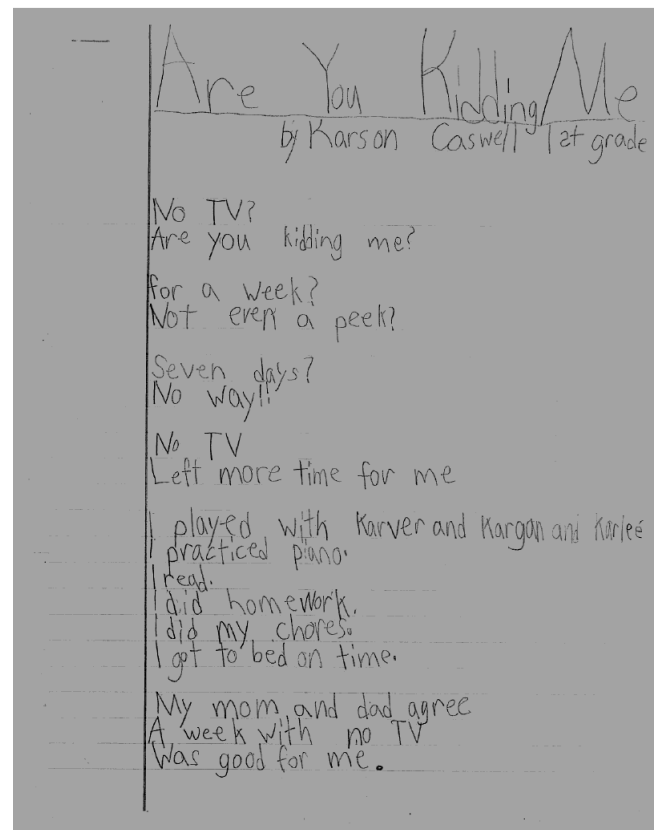 Are You Kidding Me
by Karson Caswell 1st grade
No TV?
Are you kidding me?
for a week?
Not even a peek?
Seven days?
No way!!
No TV
Left more time for me
I played with Karver and Kargan and Karleé
I practiced piano.
I read.
I did homework.
I did my chores.
I got to bed on time.
My mom and dad agree
A week with no TV
Was good for me.